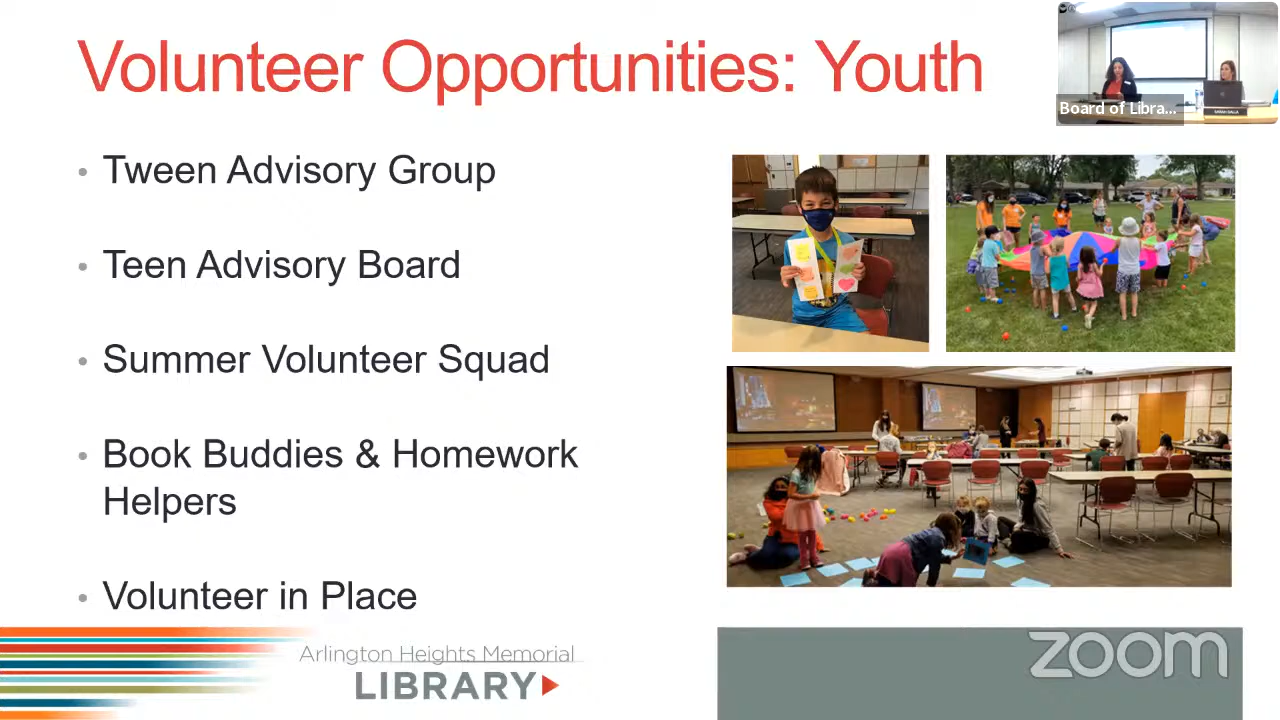 Volunteer Opportunities: Youth
Board of Libra...
• Tween Advisory Group
• Teen Advisory Board
• Summer Volunteer Squad
• Book Buddies & Homework
Helpers
• Volunteer in Place
Arlington Heights Memorial
LIBRARY
zoom